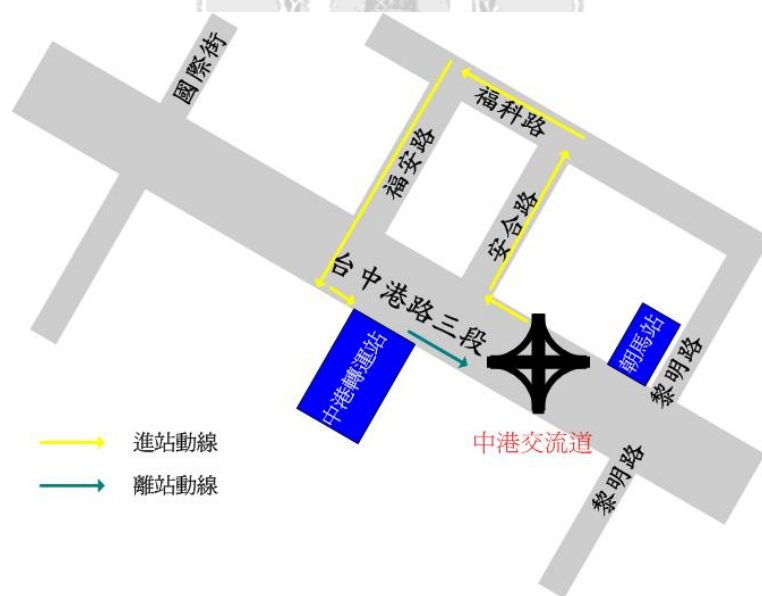 國際街
福科路
福安路
安合路
台中港路三段
朝馬站
黎明路
中港轉運站
中港交流道
黎明路
進站動線
離站動線